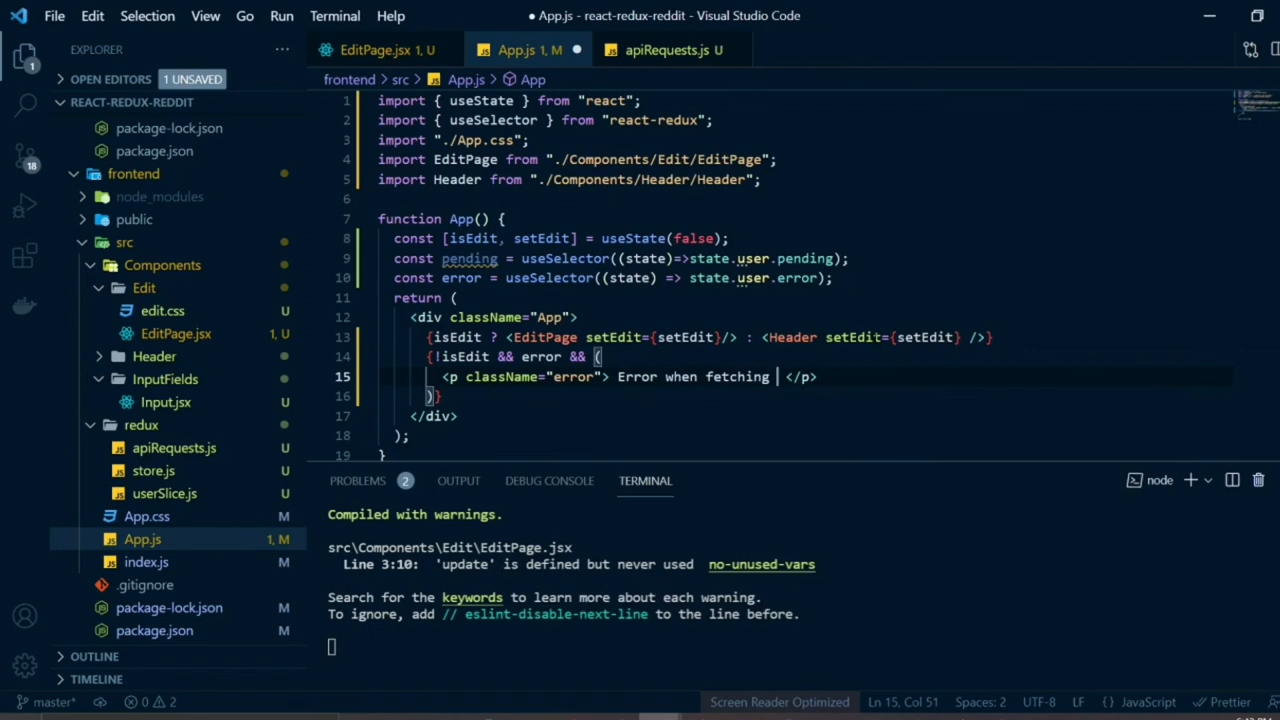 File Edit Selection View Go Run Terminal Help
● App.js - react-redux-reddit - Visual Studio Code
EXPLORER ...
EditPage.jsx 1, U
App.js 1, M ●
apiRequests.js U
OPEN EDITORS 1 UNSAVED
REACT-REDUX-REDDIT
package-lock.json
package.json
frontend
node_modules
public
src
Components
Edit
edit.css U
EditPage.jsx 1, U
Header
InputFields
Input.jsx U
redux
apiRequests.js U
store.js U
userSlice.js U
App.css M
App.js 1, M
index.js M
.gitignore
package-lock.json M
package.json M
OUTLINE
TIMELINE
1
18
frontend > src > JS App.js > App
1 import { useState } from "react";
2 import { useSelector } from "react-redux";
3 import "./App.css";
4 import EditPage from "./Components/Edit/EditPage";
5 import Header from "./Components/Header/Header";
6
7 function App() {
8 const [isEdit, setEdit] = useState(false);
9 const pending = useSelector((state)=>state.user.pending);
10 const error = useSelector((state) => state.user.error);
11 return (
12 <div className="App">
13 {isEdit ? <EditPage setEdit={setEdit}/> : <Header setEdit={setEdit} />}
14 {!isEdit && error && (
15 <p className="error"> Error when fetching </p>
16 )}
17 </div>
18 );
19 }
PROBLEMS 2 OUTPUT DEBUG CONSOLE TERMINAL
node
Compiled with warnings.
src\Components\Edit\EditPage.jsx
Line 3:10: 'update' is defined but never used no-unused-vars
Search for the keywords to learn more about each warning.
To ignore, add // eslint-disable-next-line to the line before.
master* 0 2
Screen Reader Optimized Ln 15, Col 51 Spaces: 2 UTF-8 LF {} JavaScript Prettier